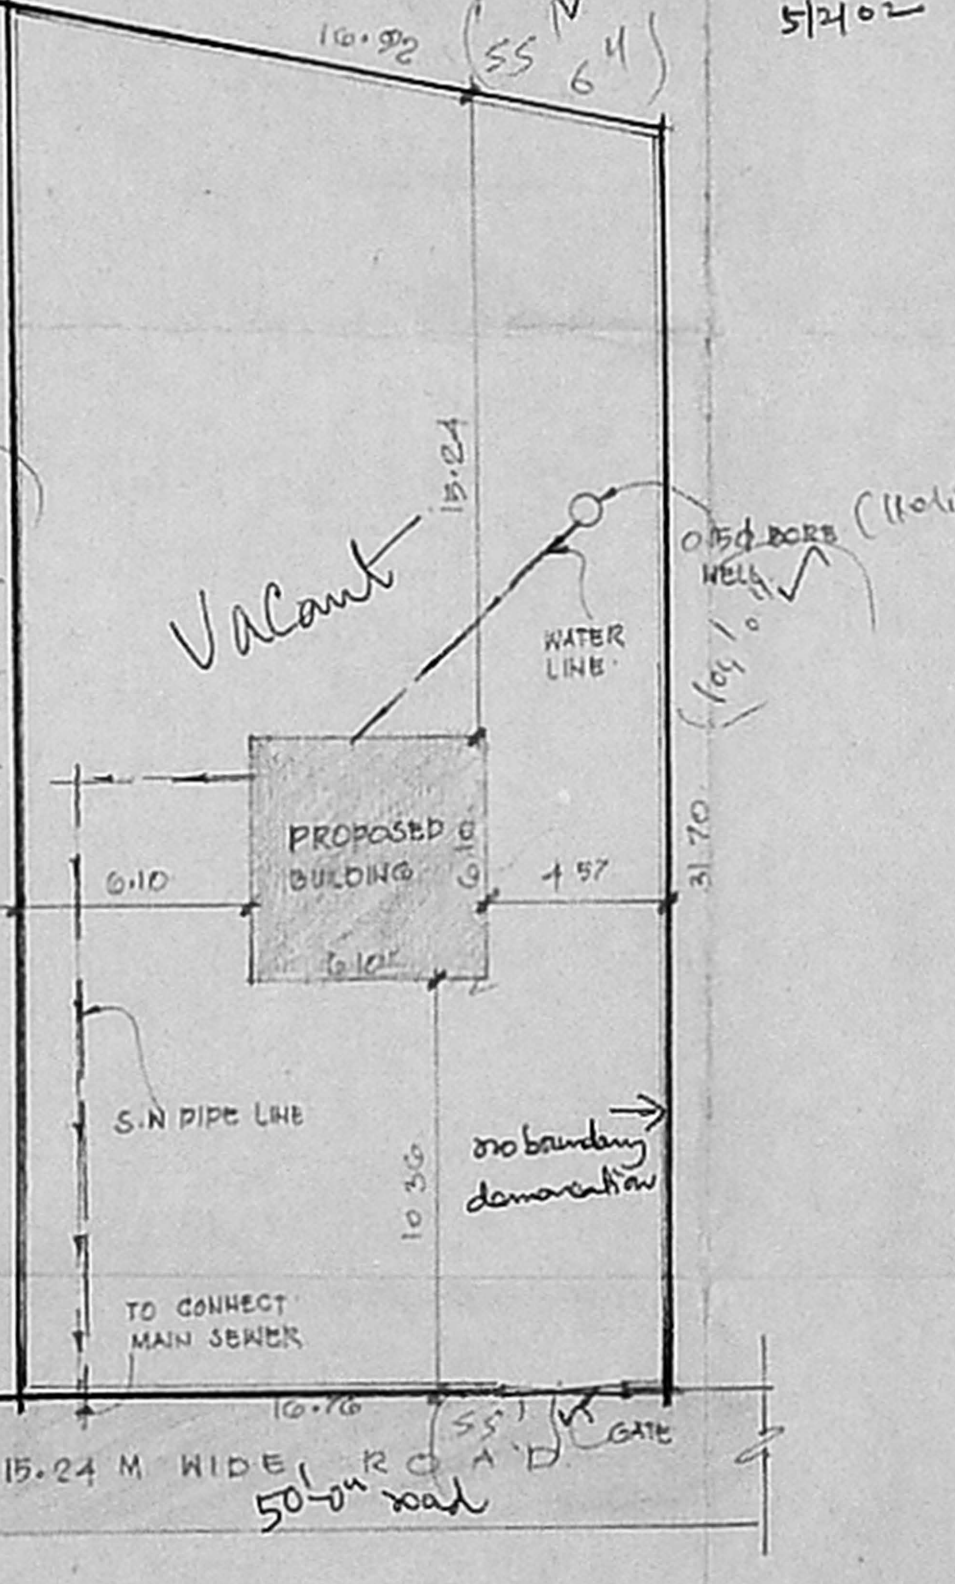 5/2/02
16.92 (55' 6")
15.24
Vacant
0.15φ BORE
WELL
WATER
LINE
31.70
PROPOSED
BUILDING
6.10
6.10
4.57
6.10
S.N PIPE LINE
no boundary
demarcation
10.36
TO CONNECT
MAIN SEWER
16.76 (55')
GATE
15.24 M WIDE ROAD
50'-0" road